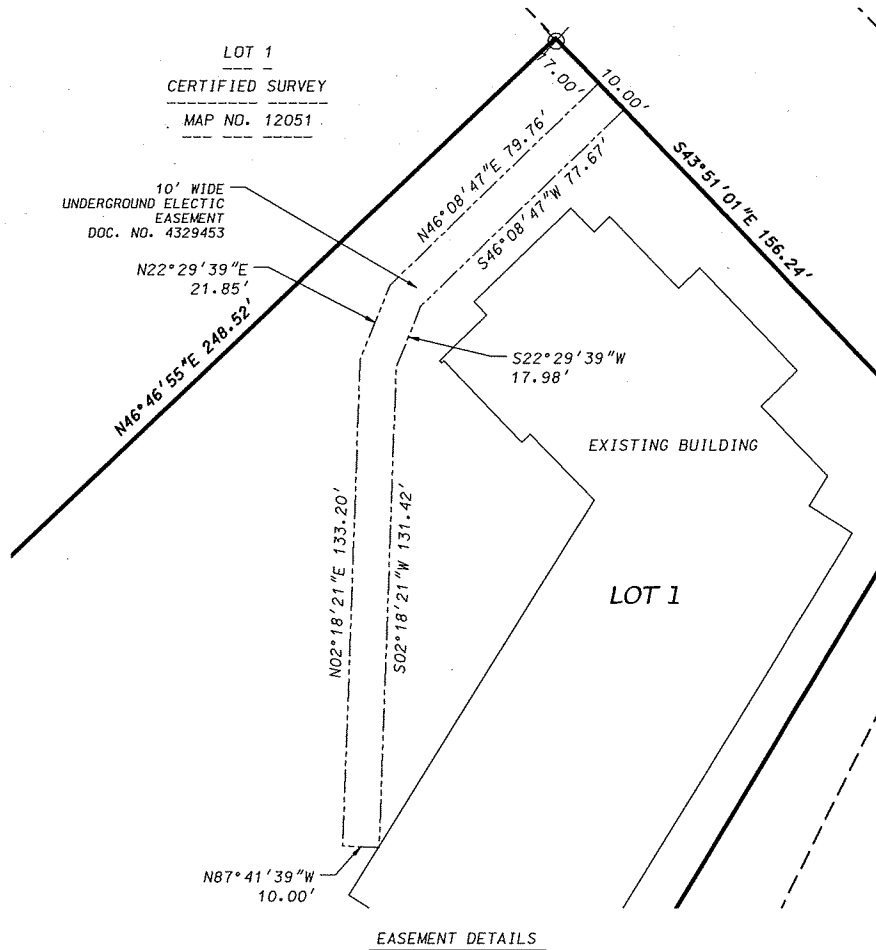 LOT 1
CERTIFIED SURVEY
MAP NO. 12051
17.00'
10.00'
10' WIDE
UNDERGROUND ELECTIC
EASEMENT
DOC. NO. 4329453
N46°08'47"E 79.76'
S46°08'47"W 77.67'
S43°51'01"E 156.24'
N22°29'39"E
21.85'
N46°46'55"E 248.52'
S22°29'39"W
17.98'
EXISTING BUILDING
N02°18'21"E 133.20'
S02°18'21"W 131.42'
LOT 1
N87°41'39"W
10.00'
EASEMENT DETAILS